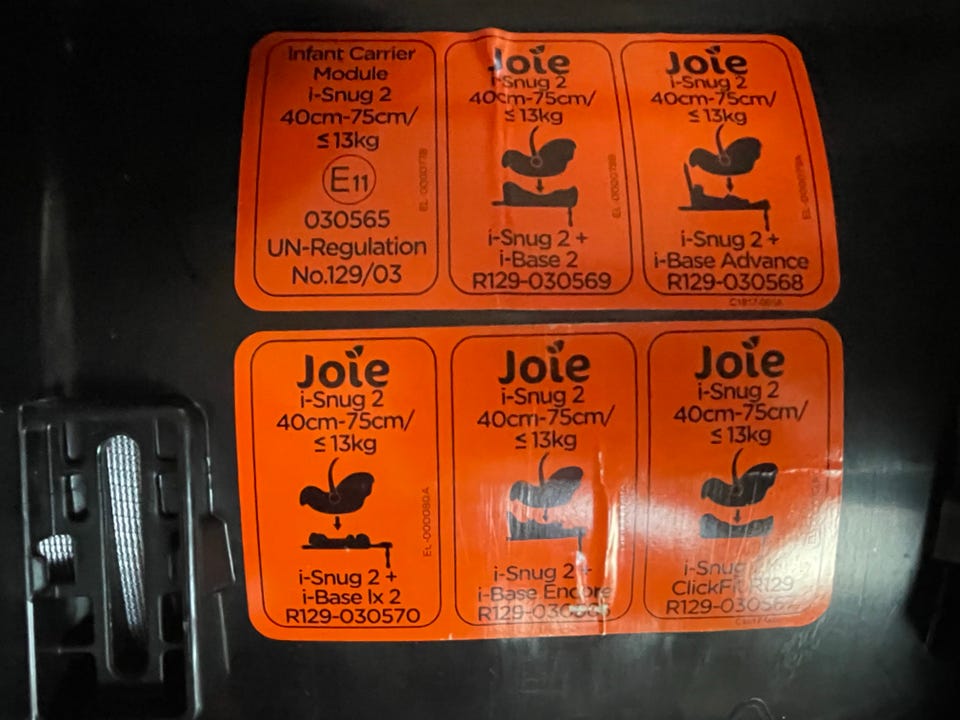 Infant Carrier
Module
i-Snug 2
40cm-75cm/
≤ 13kg
E11
030565
UN-Regulation
No.129/03
Joie
i-Snug 2
40cm-75cm/
≤ 13kg
i-Snug 2 +
i-Base 2
R129-030569
Joie
i-Snug 2
40cm-75cm/
≤ 13kg
i-Snug 2 +
i-Base Advance
R129-030568
Joie
i-Snug 2
40cm-75cm/
≤ 13kg
EL-000080A
i-Snug 2 +
i-Base lx 2
R129-030570
Joie
i-Snug 2
40cm-75cm/
≤ 13kg
i-Snug 2 +
i-Base Encore
Joie
i-Snug 2
40cm-75cm/
≤ 13kg
i-Snug
ClickFit R129